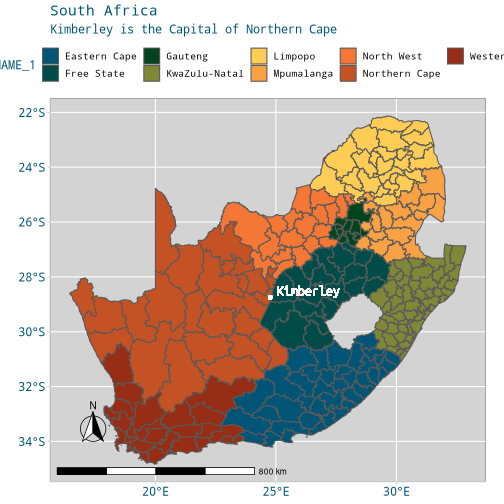 South Africa
Kimberley is the Capital of Northern Cape
NAME_1 Eastern Cape Gauteng Limpopo North West Wester
Free State KwaZulu-Natal Mpumalanga Northern Cape
22°S
24°S
26°S
28°S
Kimberley
30°S
32°S
N
34°S
800 km
20°E 25°E 30°E